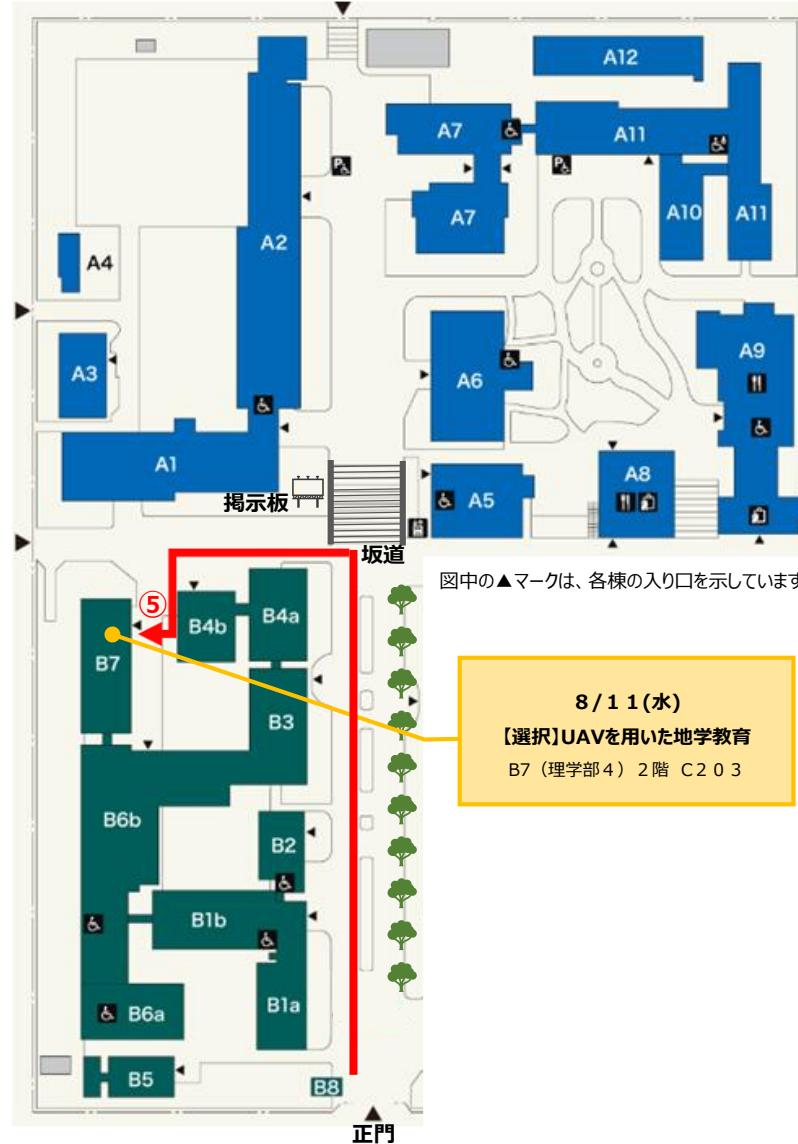 A12
A7
A11
P
P
A7
A10
A11
A2
A4
A3
A6
A9
A1
A8
掲示板
A5
坂道
図中の▲マークは、各棟の入り口を示しています
⑤
B4b
B4a
B7
B3
8/11(水)
【選択】UAVを用いた地学教育
B7（理学部４）２階 Ｃ２０３
B6b
B2
B1b
B1a
B6a
B5
B8
正門